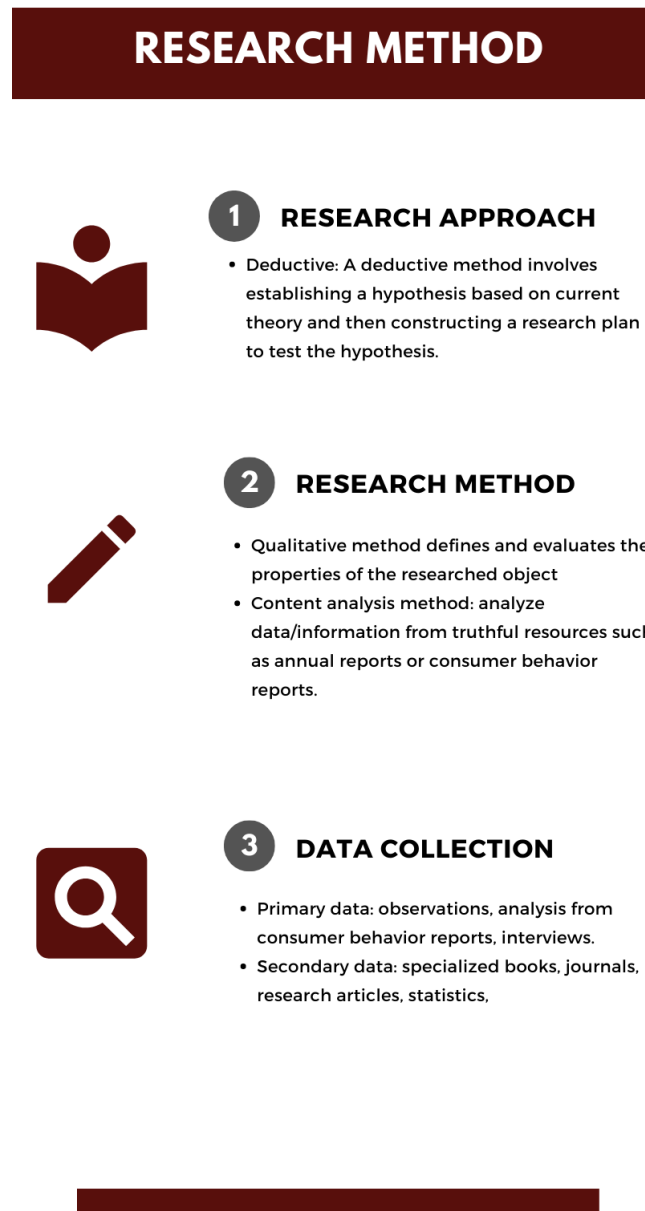 RESEARCH METHOD
1 RESEARCH APPROACH
• Deductive: A deductive method involves
establishing a hypothesis based on current
theory and then constructing a research plan
to test the hypothesis.
2 RESEARCH METHOD
• Qualitative method defines and evaluates the
properties of the researched object
• Content analysis method: analyze
data/information from truthful resources such
as annual reports or consumer behavior
reports.
3 DATA COLLECTION
• Primary data: observations, analysis from
consumer behavior reports, interviews.
• Secondary data: specialized books, journals,
research articles, statistics,